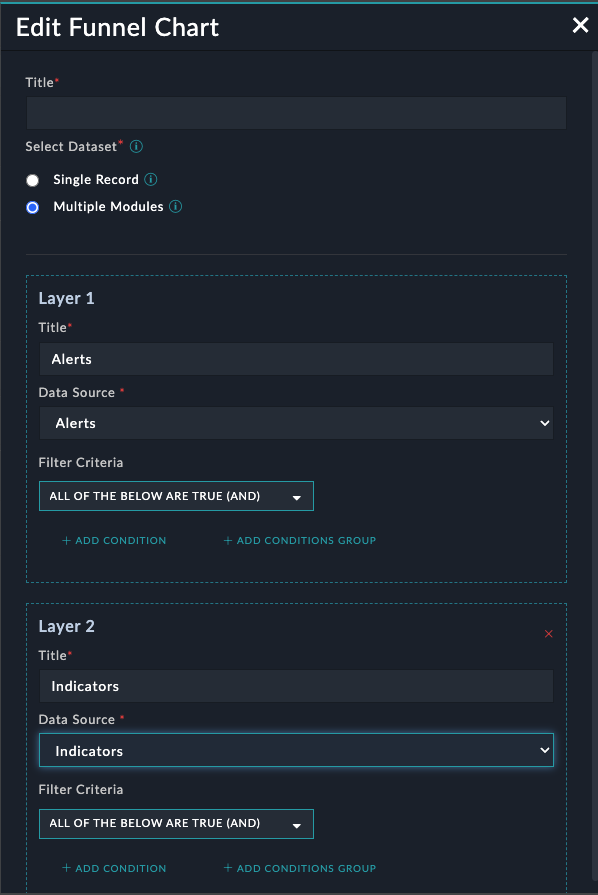 Edit Funnel Chart
Title*
Select Dataset*
Single Record
Multiple Modules
Layer 1
Title*
Alerts
Data Source *
Alerts
Filter Criteria
ALL OF THE BELOW ARE TRUE (AND)
+ ADD CONDITION + ADD CONDITIONS GROUP
Layer 2
Title*
Indicators
Data Source *
Indicators
Filter Criteria
ALL OF THE BELOW ARE TRUE (AND)
+ ADD CONDITION + ADD CONDITIONS GROUP